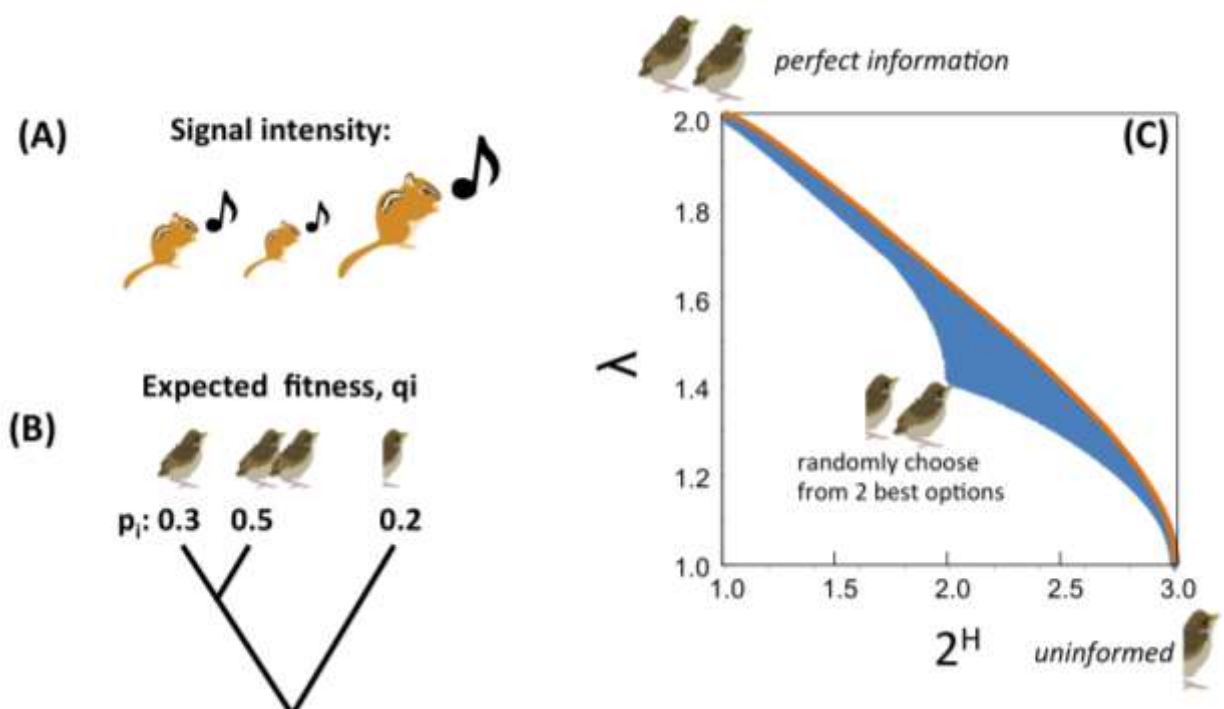 (A)
Signal intensity:
(B)
Expected fitness, qi
pi: 0.3 0.5 0.2
perfect information
(C)
2.0
1.8
1.6
1.4
1.2
1.0
λ
randomly choose
from 2 best options
1.0 1.5 2.0 2.5 3.0
2^H
uninformed